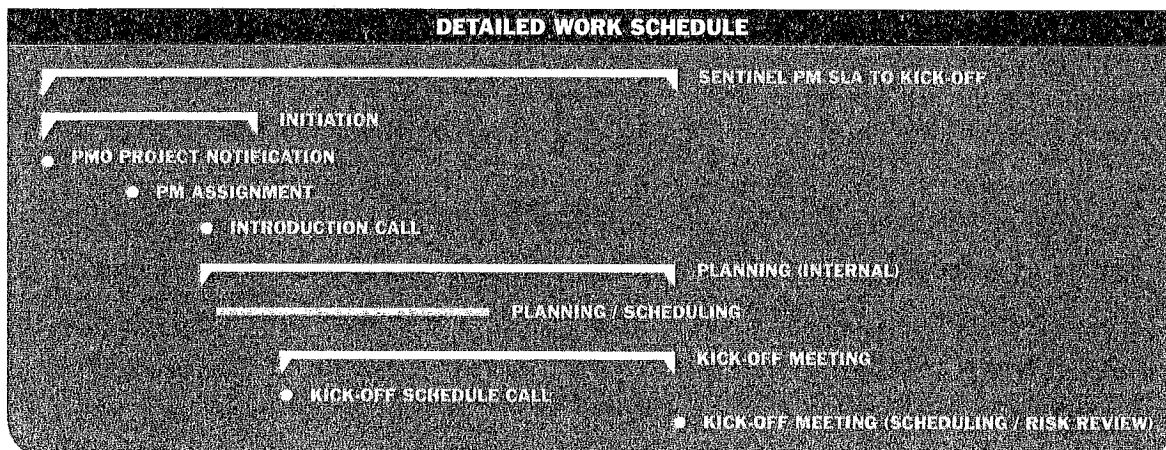 DETAILED WORK SCHEDULE
SENTINEL PM SLA TO KICK-OFF
INITIATION
PMO PROJECT NOTIFICATION
PM ASSIGNMENT
INTRODUCTION CALL
PLANNING (INTERNAL)
PLANNING / SCHEDULING
KICK-OFF MEETING
KICK-OFF SCHEDULE CALL
KICK-OFF MEETING (SCHEDULING / RISK REVIEW)